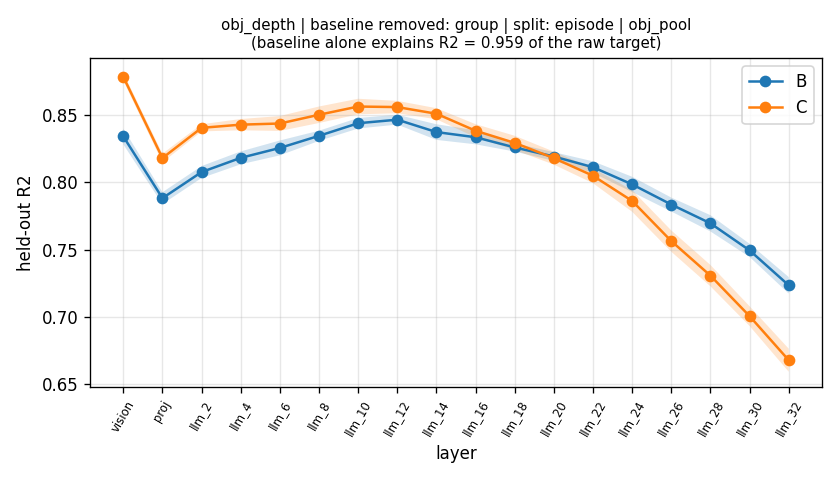 obj_depth | baseline removed: group | split: episode | obj_pool
(baseline alone explains R2 = 0.959 of the raw target)
B
C
held-out R2
0.85
0.80
0.75
0.70
0.65
vision
proj
llm_2
llm_4
llm_6
llm_8
llm_10
llm_12
llm_14
llm_16
llm_18
llm_20
llm_22
llm_24
llm_26
llm_28
llm_30
llm_32
layer